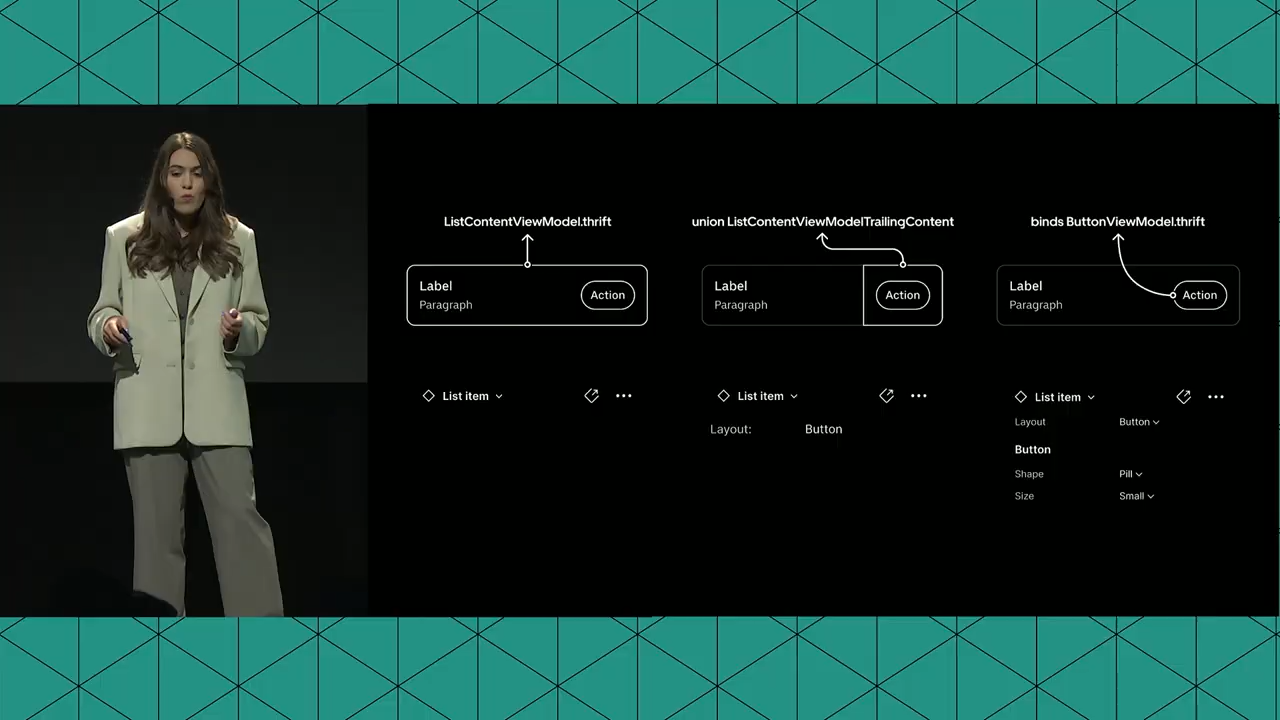 ListContentViewModel.thrift
Label
Paragraph
Action
List item
union ListContentViewModelTrailingContent
Label
Paragraph
Action
List item
Layout:
Button
binds ButtonViewModel.thrift
Label
Paragraph
Action
List item
Layout
Button
Button
Shape
Pill
Size
Small